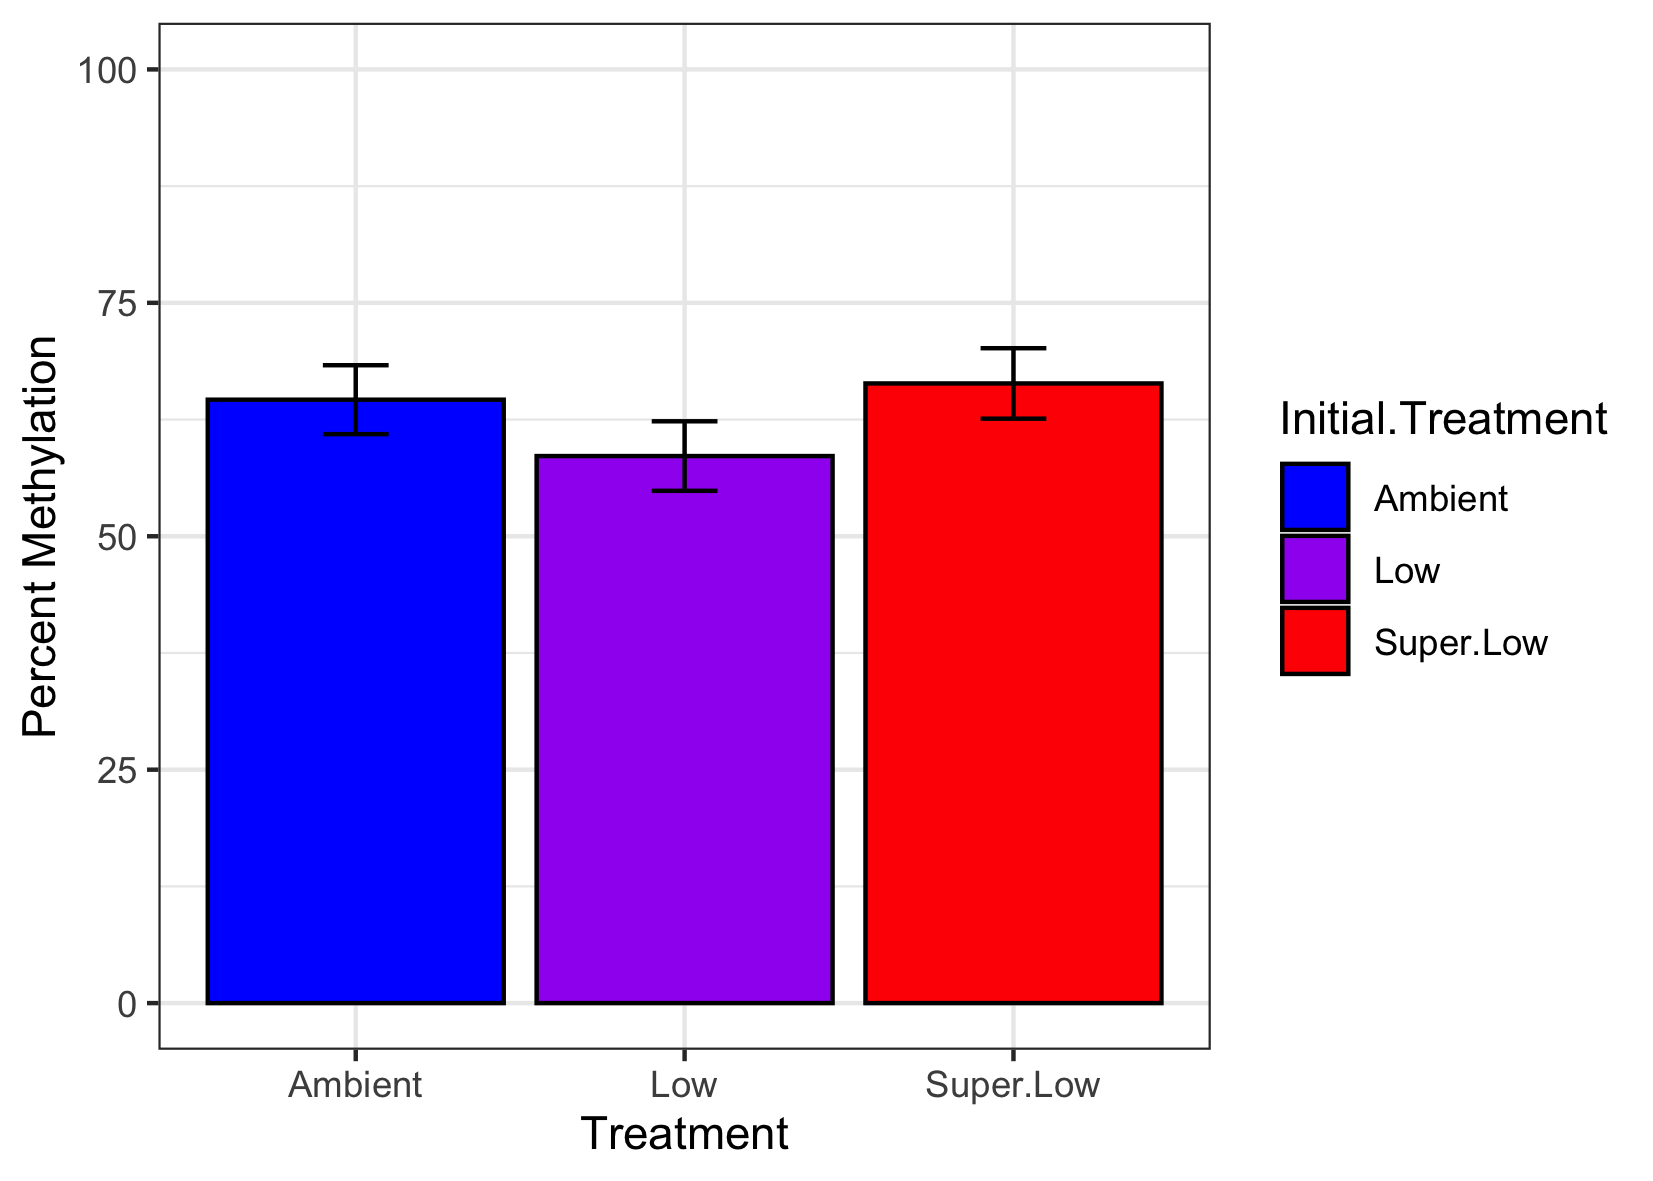 100
75
50
25
0
Percent Methylation
Ambient
Low
Super.Low
Treatment
Initial.Treatment
Ambient
Low
Super.Low